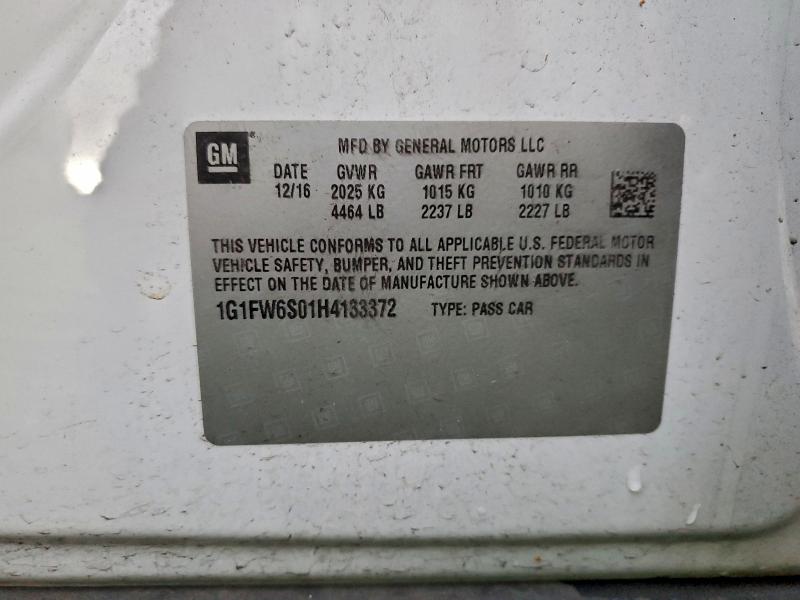 GM
MFD BY GENERAL MOTORS LLC
DATE GVWR GAWR FRT GAWR RR
12/16 2025 KG 1015 KG 1010 KG
4464 LB 2237 LB 2227 LB
THIS VEHICLE CONFORMS TO ALL APPLICABLE U.S. FEDERAL MOTOR
VEHICLE SAFETY, BUMPER, AND THEFT PREVENTION STANDARDS IN
EFFECT ON THE DATE OF MANUFACTURE SHOWN ABOVE.
1G1FW6S01H4133372 TYPE: PASS CAR